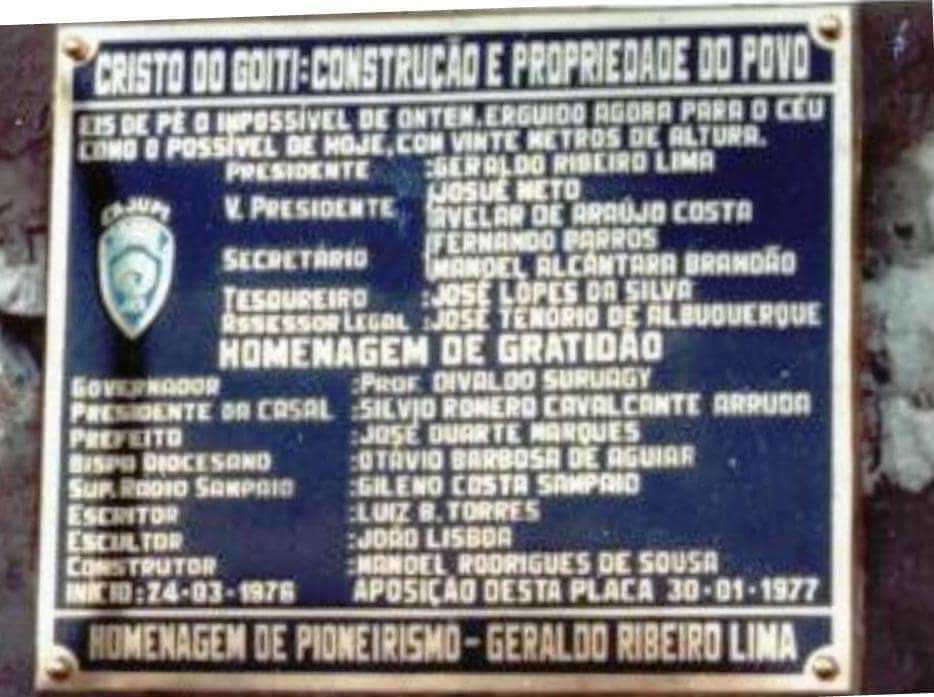 CRISTO DO GOITI: CONSTRUÇÃO E PROPRIEDADE DO POVO
EIS DE PÉ O IMPOSSÍVEL DE ONTEM, ERGUIDO AGORA PARA O CÉU
COMO O POSSÍVEL DE HOJE, COM VINTE METROS DE ALTURA.
PRESIDENTE :GERALDO RIBEIRO LIMA
JOSUÉ NETO
V. PRESIDENTE
AVELAR DE ARAÚJO COSTA
FERNANDO BARROS
SECRETÁRIO
MANOEL ALCÂNTARA BRANDÃO
TESOUREIRO :JOSÉ LOPES DA SILVA
ASSESSOR LEGAL :JOSÉ TENÓRIO DE ALBUQUERQUE
CAJUPI
HOMENAGEM DE GRATIDÃO
GOVERNADOR :PROF DIVALDO SURUAGY
PRESIDENTE DA CASAL :SILVIO ROMERO CAVALCANTE ARRUDA
PREFEITO :JOSÉ DUARTE MARQUES
BISPO DIOCESANO :OTÁVIO BARBOSA DE AGUIAR
SUP. RÁDIO SAMPAIO :GILENO COSTA SAMPAIO
ESCRITOR :LUIZ B. TORRES
ESCULTOR :JOÃO LISBOA
CONSTRUTOR :MANOEL RODRIGUES DE SOUSA
INÍCIO: 24-03-1976 APOSIÇÃO DESTA PLACA 30-01-1977
HOMENAGEM DE PIONEIRISMO - GERALDO RIBEIRO LIMA